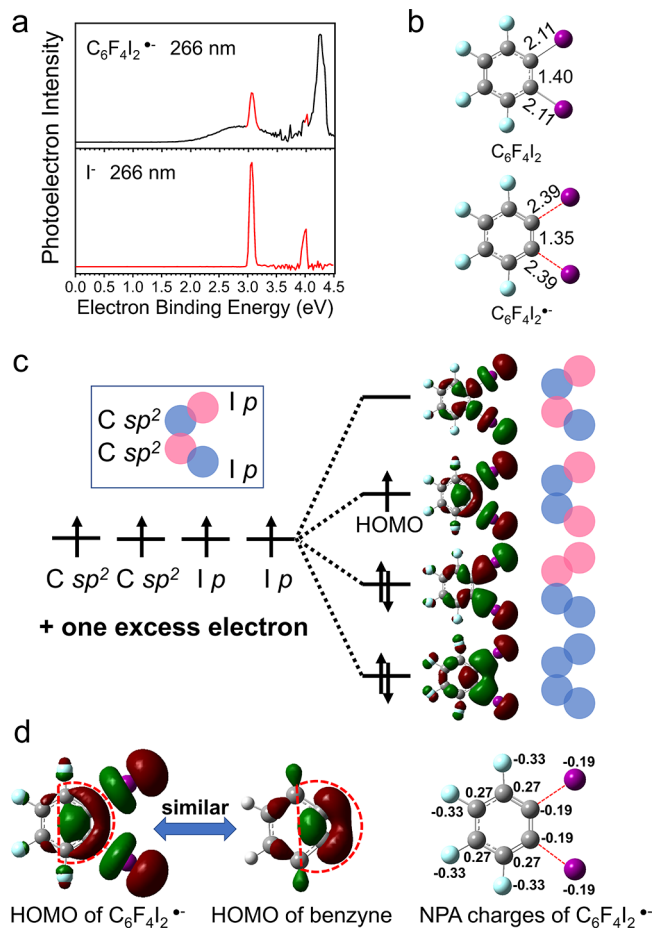 a
C₆F₄I₂•⁻ 266 nm
I⁻ 266 nm
Photoelectron Intensity
0.0 0.5 1.0 1.5 2.0 2.5 3.0 3.5 4.0 4.5
Electron Binding Energy (eV)
b
2.11
1.40
2.11
C₆F₄I₂
2.39
1.35
2.39
C₆F₄I₂•⁻
c
C sp² I p
C sp² I p
HOMO
C sp² C sp² I p I p
+ one excess electron
d
similar
HOMO of C₆F₄I₂•⁻
HOMO of benzyne
-0.33 -0.19
0.27 0.27
-0.33 -0.19
-0.19
-0.33 0.27 0.27
-0.33 -0.19
NPA charges of C₆F₄I₂•⁻